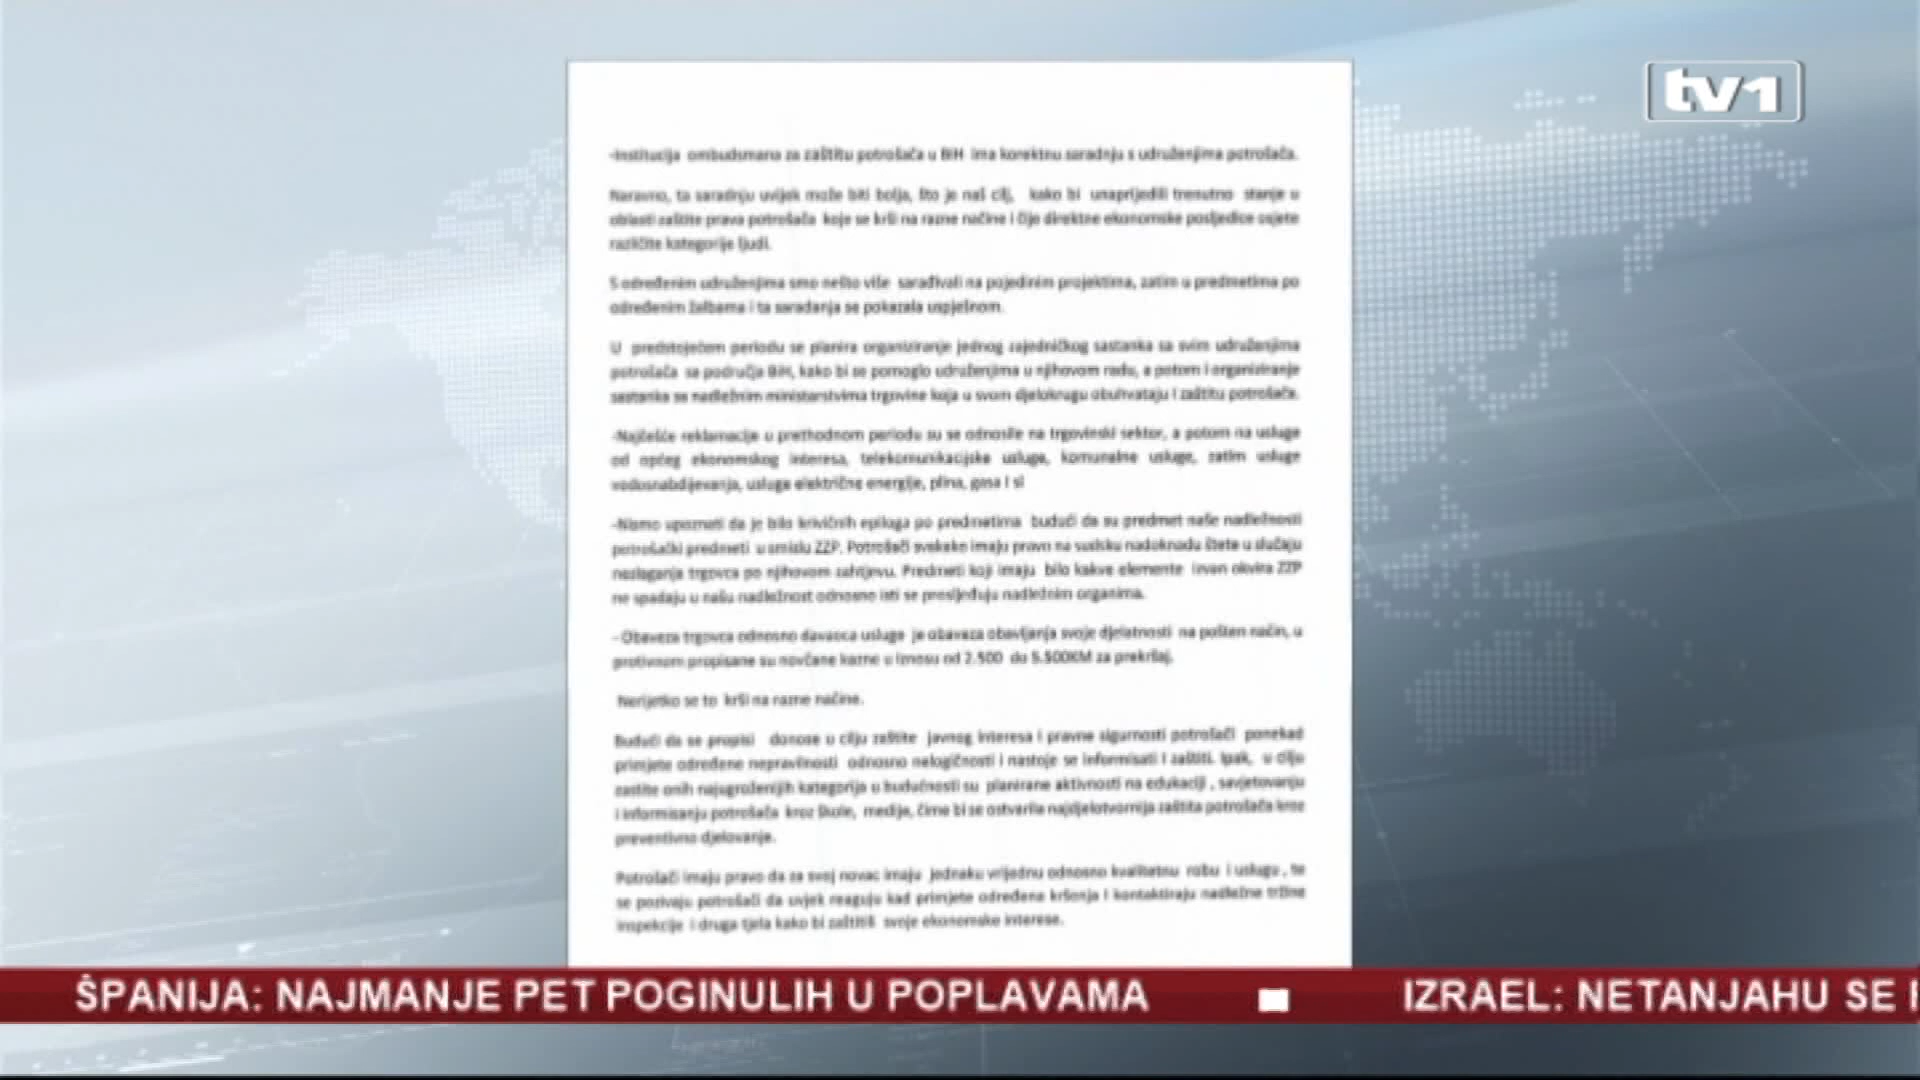 tv1
-Institucija ombudsmana za zaštitu potrošača u BiH ima korektnu saradnju s udruženjima potrošača.
Naravno, ta saradnju uvijek može biti bolja, što je naš cilj, kako bi unaprijedili trenutno stanje u
oblasti zaštite prava potrošača koje se krši na razne načine i čije direktne ekonomske posljedice osjete
različite kategorije ljudi.
S određenim udruženjima smo nešto više sarađivali na pojedinim projektima, zatim u predmetima po
određenim žalbama i ta saradanja se pokazala uspješnom.
U predstojećem periodu se planira organiziranje jednog zajedničkog sastanka sa svim udruženjima
potrošača sa područja BiH, kako bi se pomoglo udruženjima u njihovom radu, a potom i organiziranje
sastanka sa nadležnim ministarstvima trgovine koja u svom djelokrugu obuhvataju i zaštitu potrošača.
-Najčešće reklamacije u prethodnom periodu su se odnosile na trgovinski sektor, a potom na usluge
od općeg ekonomskog interesa, telekomunikacijske usluge, komunalne usluge, zatim usluge
vodosnabdijevanja, usluge električne energije, plina, gasa i sl
-Nismo upoznati da je bilo krivičnih epiloga po predmetima budući da su predmet naše nadležnosti
potrošački predmeti u smislu ZZP. Potrošači svakako imaju pravo na sudsku nadoknadu štete u slučaju
neslaganja trgovca po njihovom zahtjevu. Predmeti koji imaju bilo kakve elemente izvan okvira ZZP
ne spadaju u našu nadležnost odnosno isti se prosljeđuju nadležnim organima.
- Obaveza trgovca odnosno davaoca usluge je obaveza obavljanja svoje djelatnosti na pošten način, u
protivnom propisane su novčane kazne u iznosu od 2.500 do 5.500KM za prekršaj.
Nerijetko se to krši na razne načine.
Budući da se propisi donose u cilju zaštite javnog interesa i pravne sigurnosti potrošači ponekad
primjete određene nepravilnosti odnosno nelogičnosti i nastoje se informisati i zaštiti. Ipak, u cilju
zastite onih najugroženijih kategorija u budućnosti su planirane aktivnosti na edukaciji , savjetovanju
i informisanju potrošača kroz škole, medije, čime bi se ostvarila najdjelotvornija zaštita potrošača kroz
preventivno djelovanje.
Potrošači imaju pravo da za svoj novac imaju jednaku vrijednu odnosno kvalitetnu robu i uslugu , te
se pozivaju potrošači da uvjek reaguju kad primjete određena kršenja i kontaktiraju nadležne tržne
inspekcije i druga tjela kako bi zaštitili svoje ekonomske interese.
ŠPANIJA: NAJMANJE PET POGINULIH U POPLAVAMA
IZRAEL: NETANJAHU SE